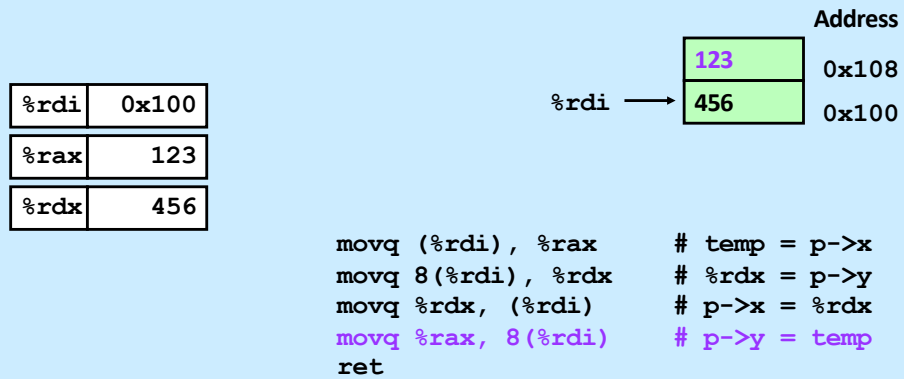 Address
123 0x108
%rdi 456 0x100
%rdi 0x100
%rax 123
%rdx 456
movq (%rdi), %rax # temp = p->x
movq 8(%rdi), %rdx # %rdx = p->y
movq %rdx, (%rdi) # p->x = %rdx
movq %rax, 8(%rdi) # p->y = temp
ret